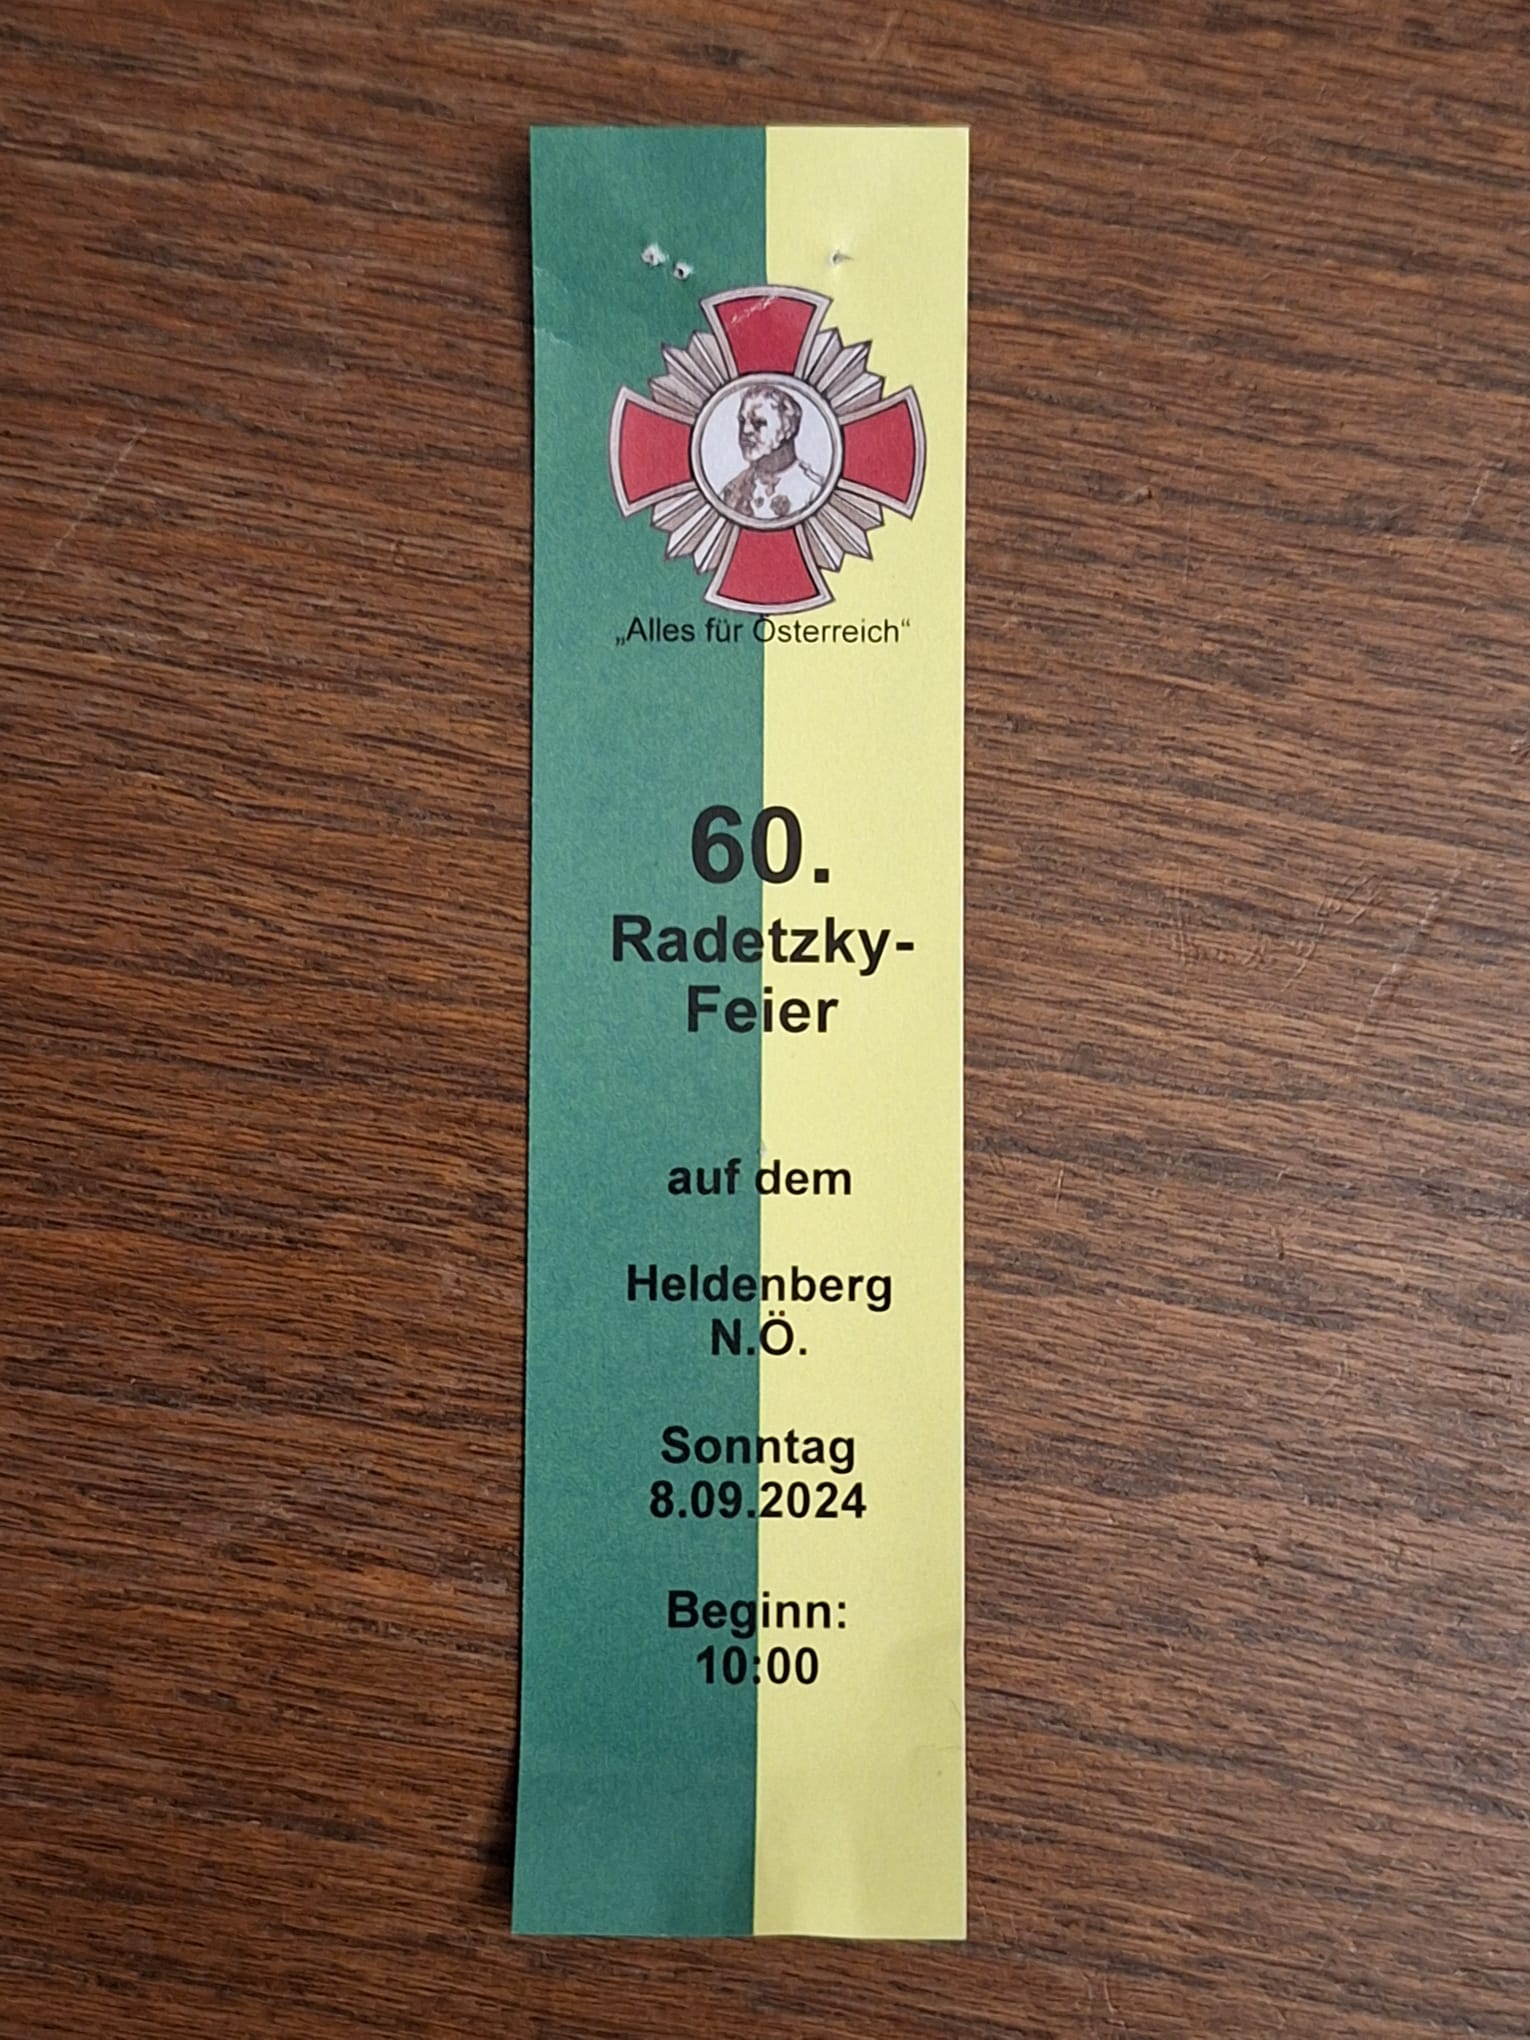 „Alles für Österreich“
60.
Radetzky-
Feier
auf dem
Heldenberg
N.Ö.
Sonntag
8.09.2024
Beginn:
10:00